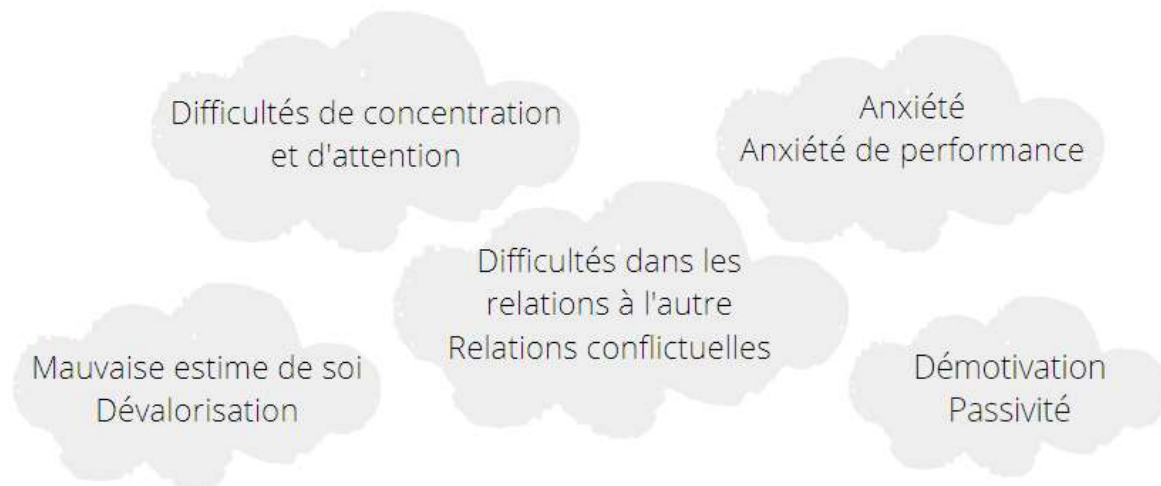 Difficultés de concentration
et d'attention
Anxiété
Anxiété de performance
Difficultés dans les
relations à l'autre
Relations conflictuelles
Mauvaise estime de soi
Dévalorisation
Démotivation
Passivité